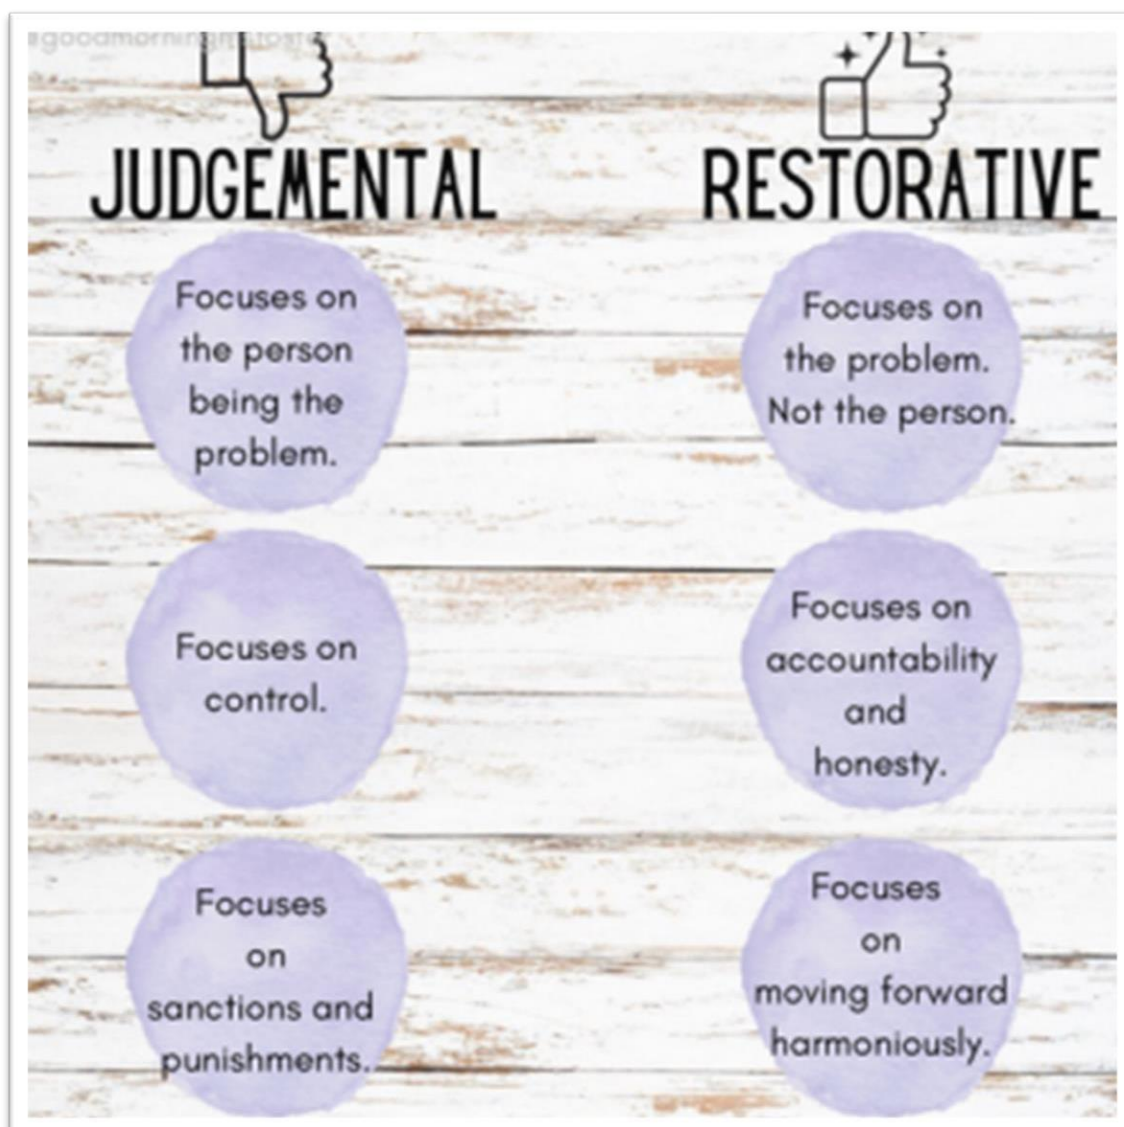 JUDGEMENTAL
Focuses on
the person
being the
problem.
Focuses on
control.
Focuses
on
sanctions and
punishments.
RESTORATIVE
Focuses on
the problem.
Not the person.
Focuses on
accountability
and
honesty.
Focuses
on
moving forward
harmoniously.